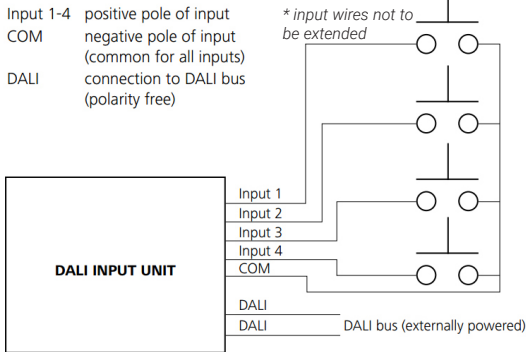 Input 1-4 positive pole of input
COM negative pole of input
(common for all inputs)
DALI connection to DALI bus
(polarity free)
* input wires not to
be extended
Input 1
Input 2
Input 3
Input 4
COM
DALI INPUT UNIT
DALI
DALI
DALI bus (externally powered)